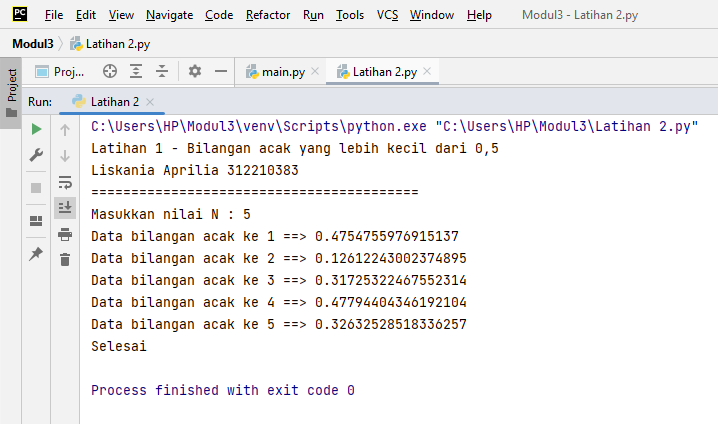 PC File Edit View Navigate Code Refactor Run Tools VCS Window Help Modul3 - Latihan 2.py
Modul3 Latihan 2.py
Project
Proj... main.py Latihan 2.py
Run: Latihan 2
C:\Users\HP\Modul3\venv\Scripts\python.exe "C:\Users\HP\Modul3\Latihan 2.py"
Latihan 1 - Bilangan acak yang lebih kecil dari 0,5
Liskania Aprilia 312210383
=========================================
Masukkan nilai N : 5
Data bilangan acak ke 1 ==> 0.4754755976915137
Data bilangan acak ke 2 ==> 0.12612243002374895
Data bilangan acak ke 3 ==> 0.31725322467552314
Data bilangan acak ke 4 ==> 0.47794404346192104
Data bilangan acak ke 5 ==> 0.32632528518336257
Selesai
Process finished with exit code 0